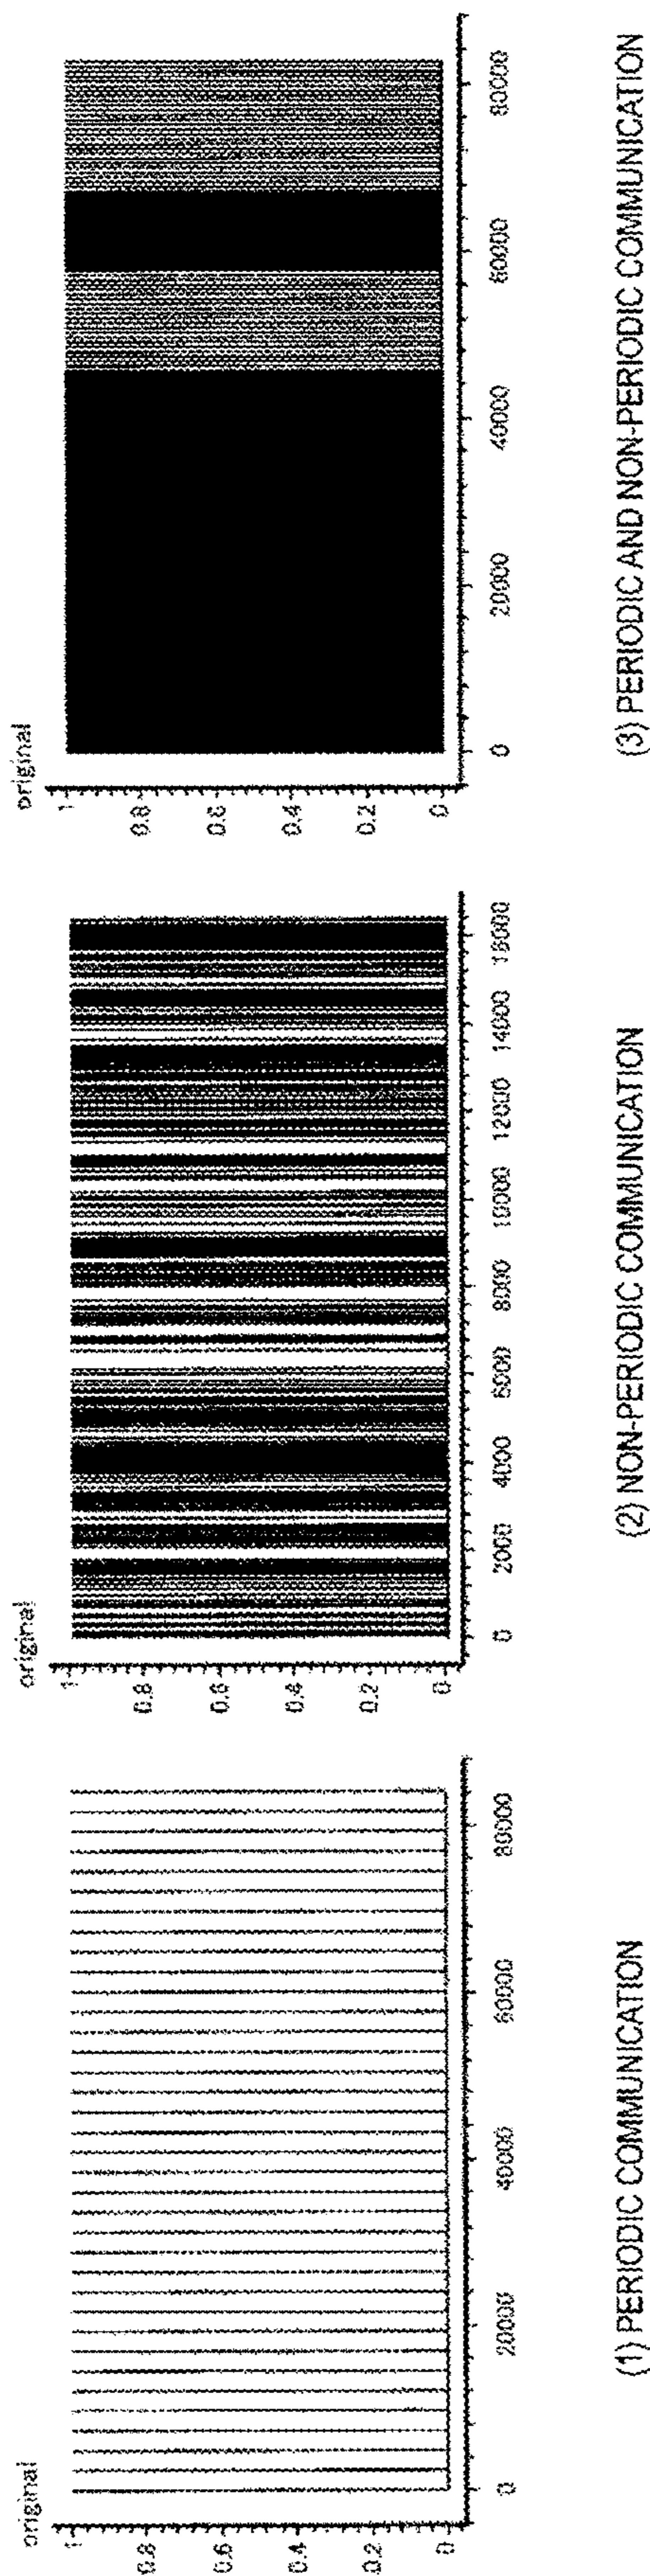 original
1
0.8
0.6
0.4
0.2
0
0 20000 40000 60000 80000
(1) PERIODIC COMMUNICATION
original
1
0.8
0.6
0.4
0.2
0
0 2000 4000 6000 8000 10000 12000 14000 16000
(2) NON-PERIODIC COMMUNICATION
original
1
0.8
0.6
0.4
0.2
0
0 20000 40000 60000 80000
(3) PERIODIC AND NON-PERIODIC COMMUNICATION